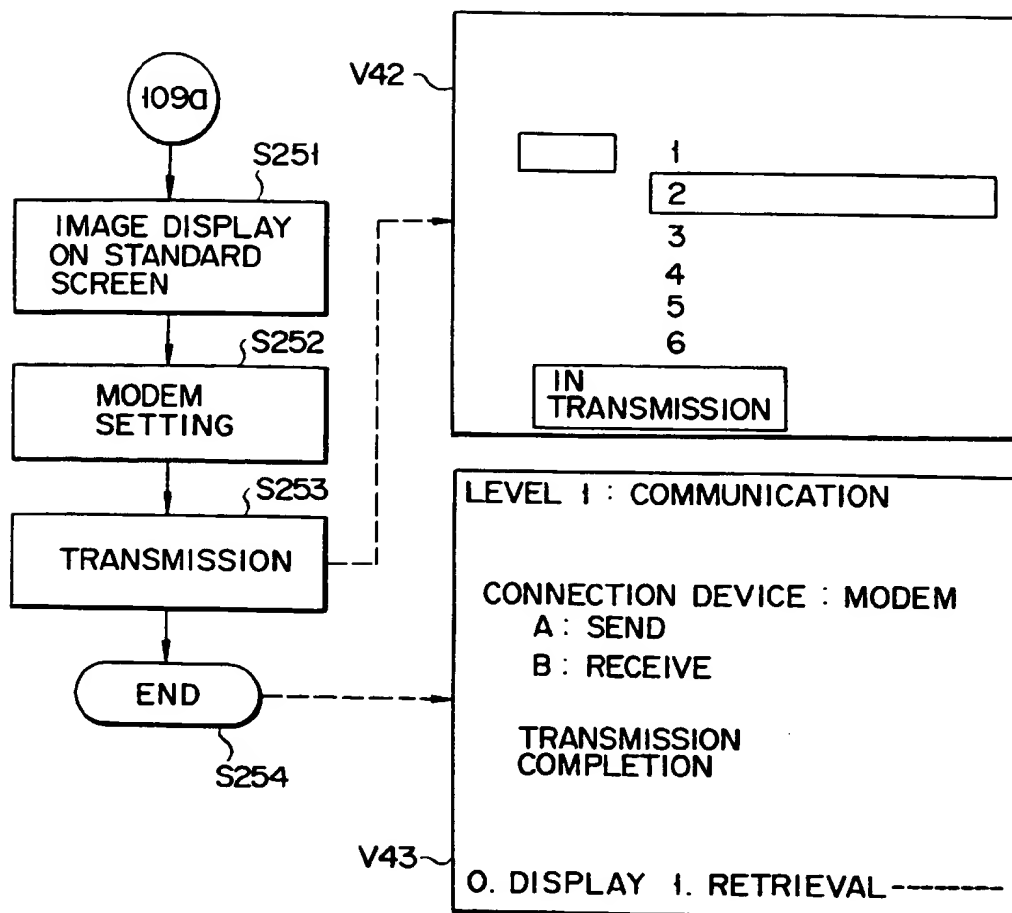 109a
S251
IMAGE DISPLAY
ON STANDARD
SCREEN
S252
MODEM
SETTING
S253
TRANSMISSION
END
S254
V42
1
2
3
4
5
6
IN
TRANSMISSION
LEVEL 1 : COMMUNICATION
CONNECTION DEVICE : MODEM
A : SEND
B : RECEIVE
TRANSMISSION
COMPLETION
V43
0. DISPLAY 1. RETRIEVAL-------